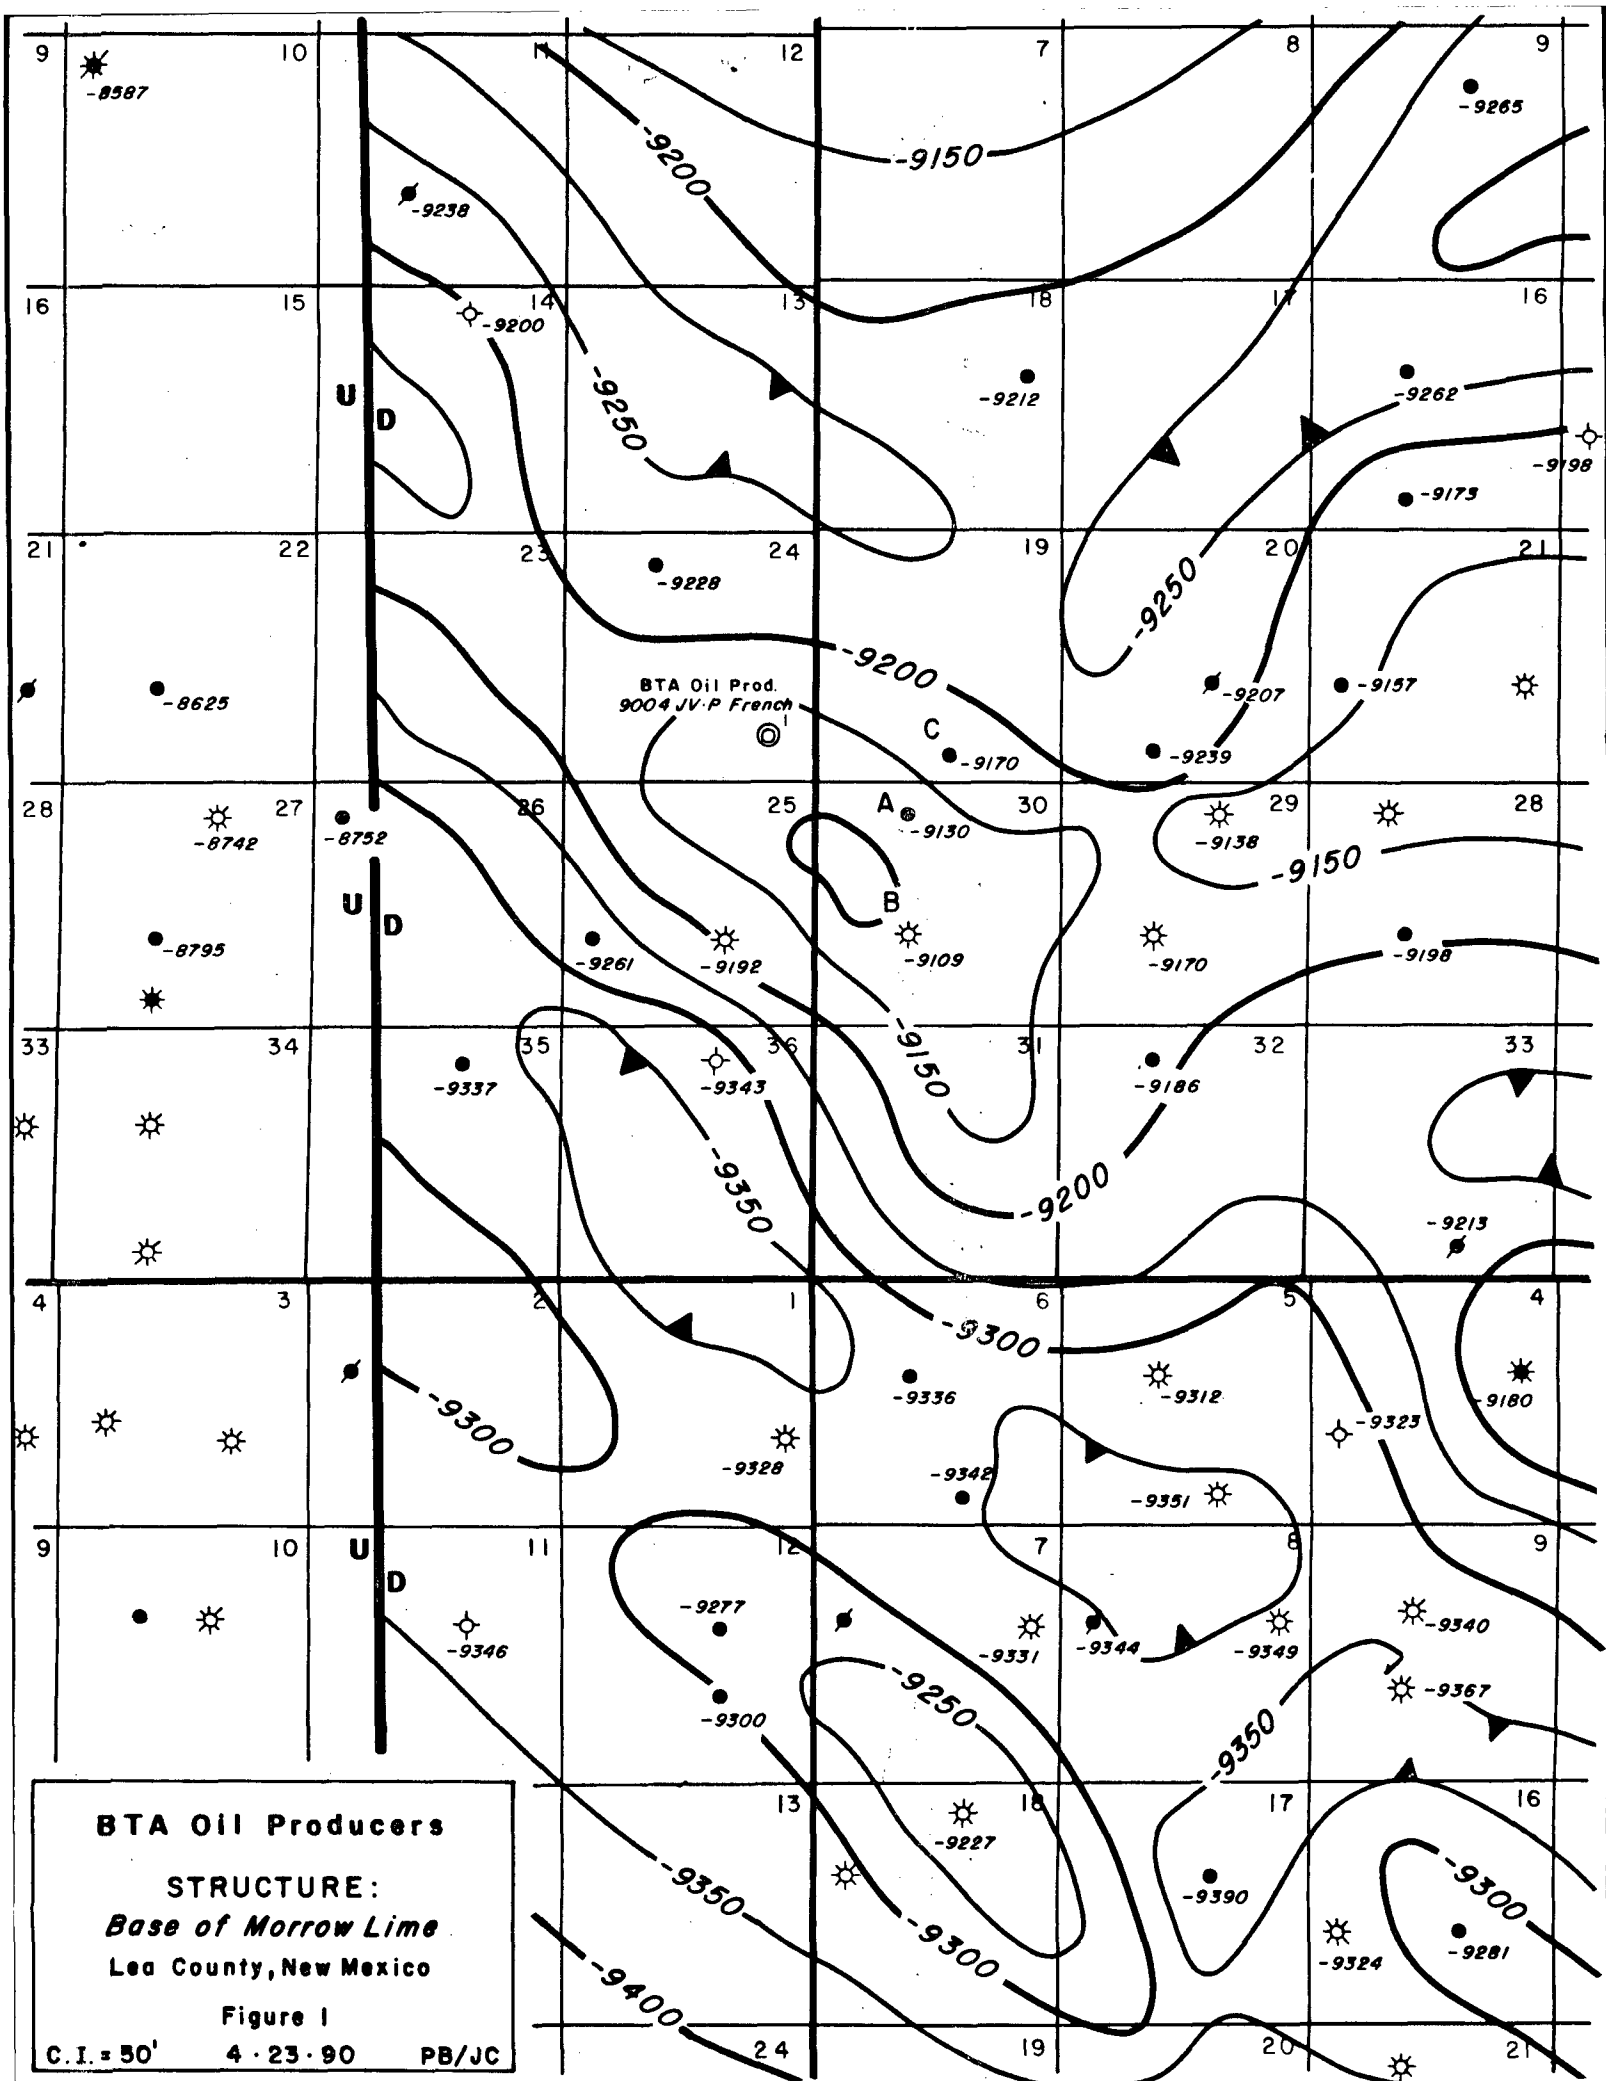 9 10 11 12 7 8 9
-8587
-9265
-9200
-9150
-9238
16 15 14 13 18 17 16
-9200
U D
-9250
-9212
-9262
-9198
-9173
21 22 23 24 19 20 21
-9228
-9250
-9200
BTA Oil Prod.
9004 JV-P French
1
-8625
-9207
-9157
C
-9170
-9239
28 27 26 25 30 29 28
A
-8742
-8752
-9130
-9138
-9150
U D
B
-8795
-9261
-9192
-9109
-9170
-9198
33 34 35 36 31 32 33
-9150
-9337
-9343
-9186
-9350
-9200
-9213
4 3 2 1 6 5 4
-9300
-9336
-9312
-9180
-9300
-9323
-9328
-9342
-9351
9 10 11 12 7 8 9
U D
-9277
-9346
-9331
-9344
-9349
-9340
-9250
-9367
-9300
-9350
13 18 17 16
-9227
-9350
-9390
-9300
-9300
-9324
-9281
-9400
24 19 20 21
BTA Oil Producers
STRUCTURE:
Base of Morrow Lime
Lea County, New Mexico
Figure 1
C.I.= 50' 4·23·90 PB/JC